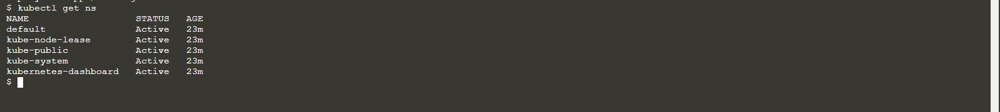 $ kubectl get ns
NAME                   STATUS   AGE
default                Active   23m
kube-node-lease        Active   23m
kube-public            Active   23m
kube-system            Active   23m
kubernetes-dashboard   Active   23m
$